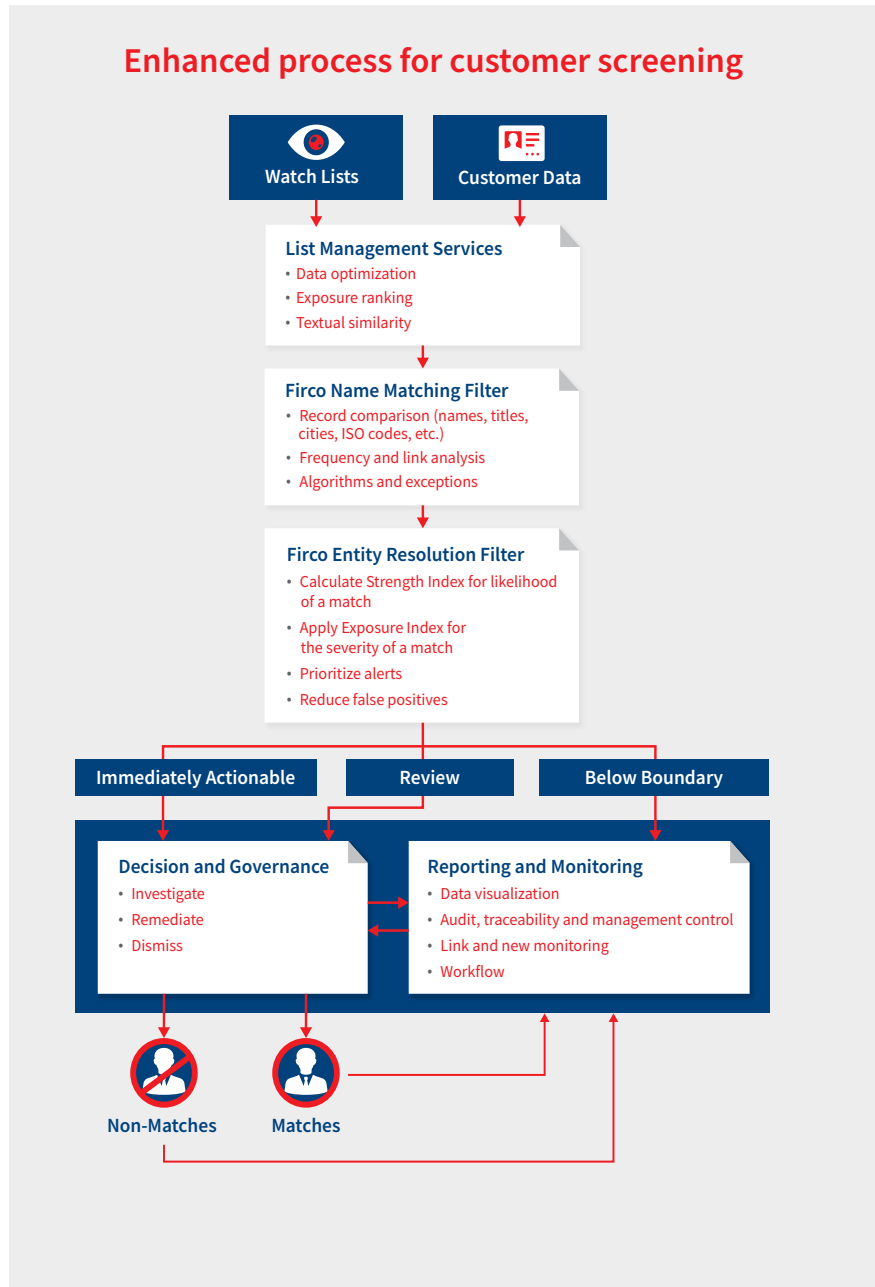 Enhanced process for customer screening
Watch Lists
Customer Data
List Management Services
• Data optimization
• Exposure ranking
• Textual similarity
Firco Name Matching Filter
• Record comparison (names, titles,
cities, ISO codes, etc.)
• Frequency and link analysis
• Algorithms and exceptions
Firco Entity Resolution Filter
• Calculate Strength Index for likelihood
of a match
• Apply Exposure Index for
the severity of a match
• Prioritize alerts
• Reduce false positives
Immediately Actionable
Review
Below Boundary
Decision and Governance
• Investigate
• Remediate
• Dismiss
Reporting and Monitoring
• Data visualization
• Audit, traceability and management control
• Link and new monitoring
• Workflow
Non-Matches
Matches